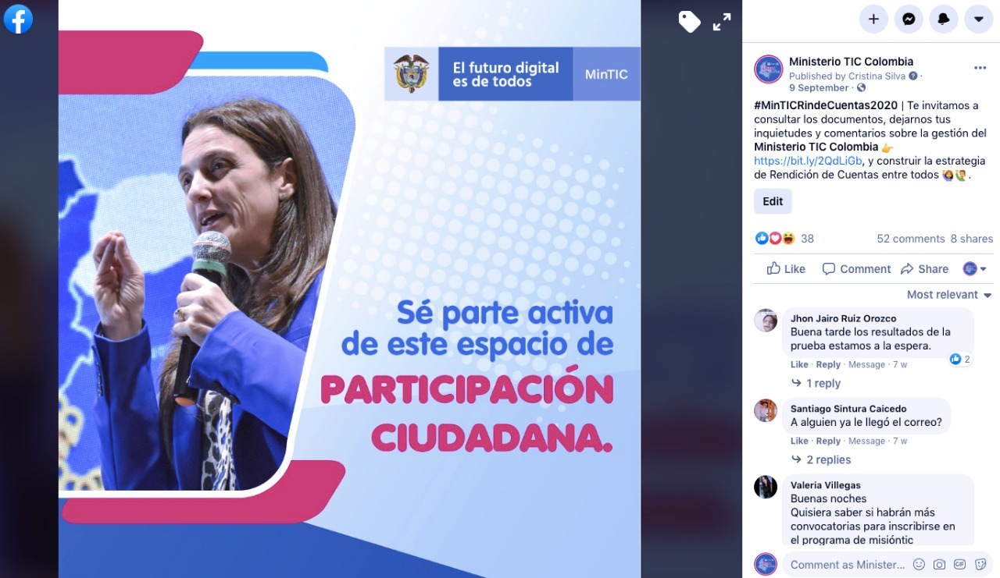 El futuro digital
es de todos
MinTIC
Sé parte activa
de este espacio de
PARTICIPACIÓN
CIUDADANA.
Ministerio TIC Colombia
Published by Cristina Silva ·
9 September ·
#MinTICRindeCuentas2020 | Te invitamos a
consultar los documentos, dejarnos tus
inquietudes y comentarios sobre la gestión del
Ministerio TIC Colombia 👉
https://bit.ly/2QdLiGb, y construir la estrategia
de Rendición de Cuentas entre todos 🙋‍♀️🙋‍♂️.
Edit
38 52 comments 8 shares
Like Comment Share
Most relevant
Jhon Jairo Ruiz Orozco
Buena tarde los resultados de la
prueba estamos a la espera.
2
Like · Reply · Message · 7 w
1 reply
Santiago Sintura Caicedo
A alguien ya le llegó el correo?
Like · Reply · Message · 7 w
2 replies
Valeria Villegas
Buenas noches
Quisiera saber si habrán más
convocatorias para inscribirse en
el programa de misióntic
Comment as Minister...
GIF